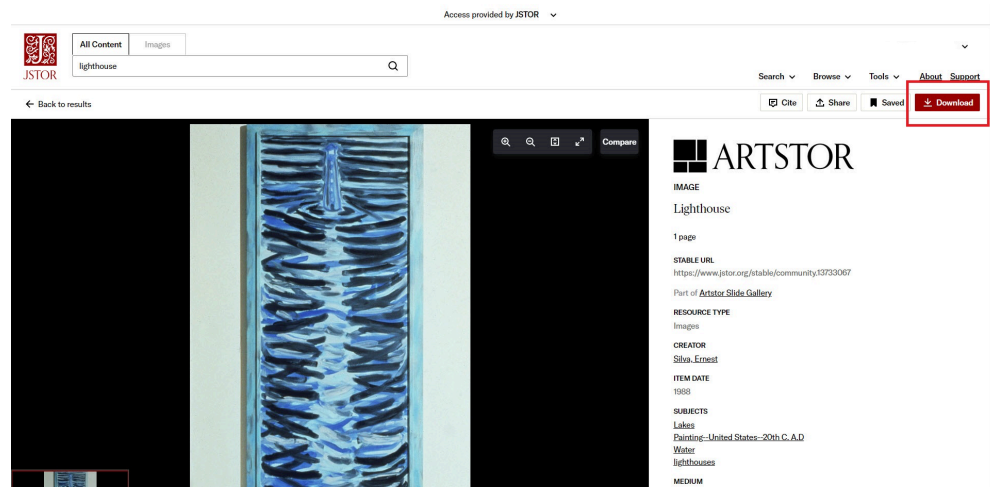 Access provided by JSTOR
All Content Images
lighthouse
JSTOR
Search Browse Tools About Support
← Back to results
Cite Share Saved Download
Compare
ARTSTOR
IMAGE
Lighthouse
1 page
STABLE URL
https://www.jstor.org/stable/community.13733067
Part of Artstor Slide Gallery
RESOURCE TYPE
Images
CREATOR
Silva, Ernest
ITEM DATE
1988
SUBJECTS
Lakes
Painting--United States--20th C. A.D
Water
lighthouses
MEDIUM